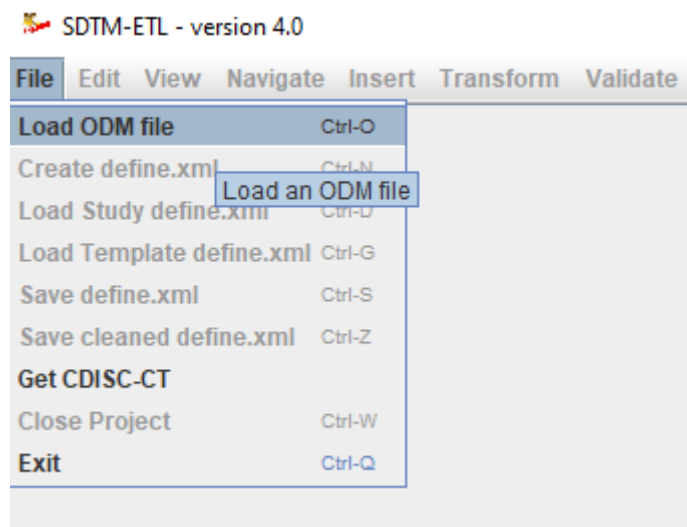 SDTM-ETL - version 4.0
File Edit View Navigate Insert Transform Validate
Load ODM file Ctrl-O
Create define.xml Ctrl-N
Load an ODM file
Load Study define.xml Ctrl-D
Load Template define.xml Ctrl-G
Save define.xml Ctrl-S
Save cleaned define.xml Ctrl-Z
Get CDISC-CT
Close Project Ctrl-W
Exit Ctrl-Q